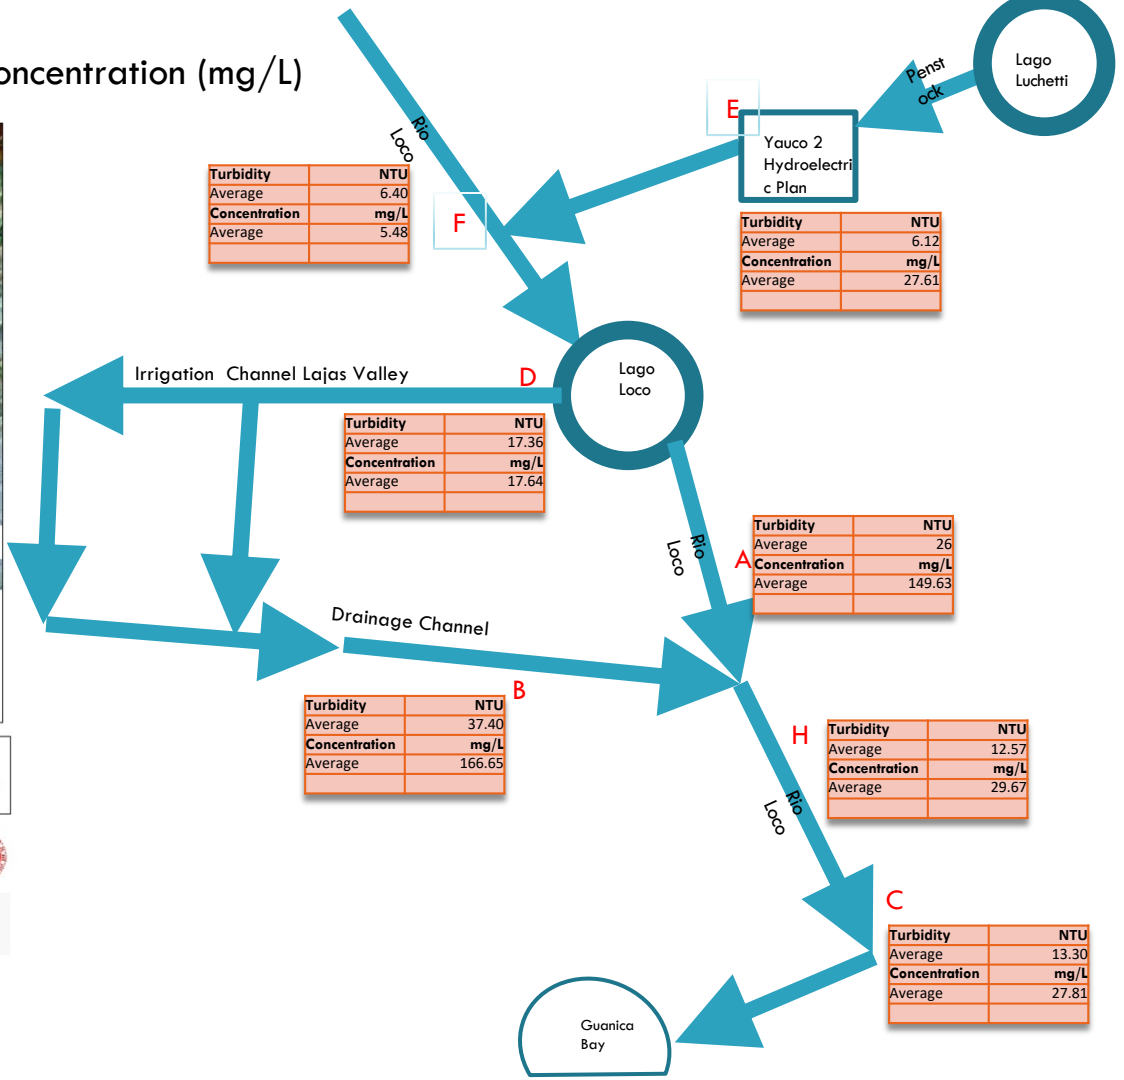 oncentration (mg/L)
Lago
Luchetti
Penst
ock
E
Yauco 2
Hydroelectri
c Plan
Rio
Loco
Turbidity NTU
Average 6.40
Concentration mg/L
Average 5.48
F
Turbidity NTU
Average 6.12
Concentration mg/L
Average 27.61
Irrigation Channel Lajas Valley
D
Lago
Loco
Turbidity NTU
Average 17.36
Concentration mg/L
Average 17.64
Rio
Loco
A
Turbidity NTU
Average 26
Concentration mg/L
Average 149.63
Drainage Channel
B
Turbidity NTU
Average 37.40
Concentration mg/L
Average 166.65
H
Turbidity NTU
Average 12.57
Concentration mg/L
Average 29.67
Rio
Loco
C
Turbidity NTU
Average 13.30
Concentration mg/L
Average 27.81
Guanica
Bay